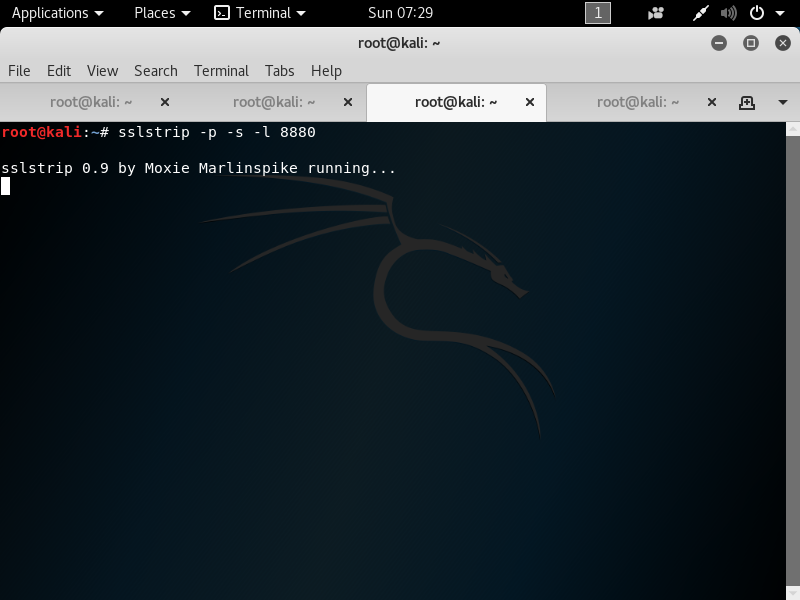 Applications Places Terminal Sun 07:29 1
root@kali: ~
File Edit View Search Terminal Tabs Help
root@kali: ~ root@kali: ~ root@kali: ~ root@kali: ~
root@kali:~# sslstrip -p -s -l 8880
sslstrip 0.9 by Moxie Marlinspike running...